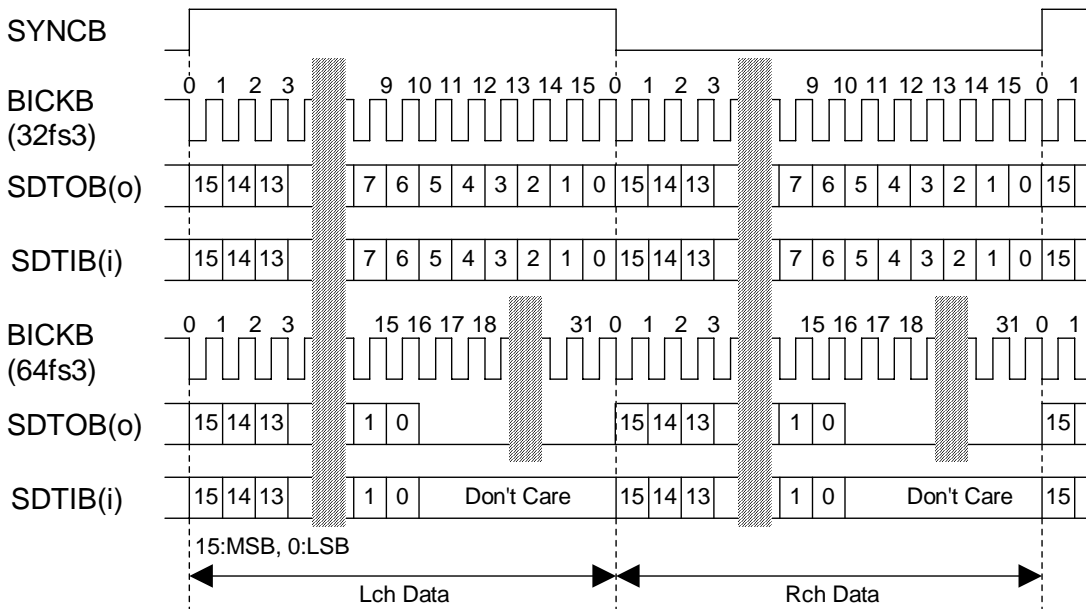 SYNCB
0 1 2 3 9 10 11 12 13 14 15 0 1 2 3 9 10 11 12 13 14 15 0 1
BICKB
(32fs3)
SDTOB(o) 15 14 13 7 6 5 4 3 2 1 0 15 14 13 7 6 5 4 3 2 1 0 15
SDTIB(i) 15 14 13 7 6 5 4 3 2 1 0 15 14 13 7 6 5 4 3 2 1 0 15
0 1 2 3 15 16 17 18 31 0 1 2 3 15 16 17 18 31 0 1
BICKB
(64fs3)
SDTOB(o) 15 14 13 1 0 15 14 13 1 0 15
SDTIB(i) 15 14 13 1 0 Don't Care 15 14 13 1 0 Don't Care 15
15:MSB, 0:LSB
Lch Data Rch Data